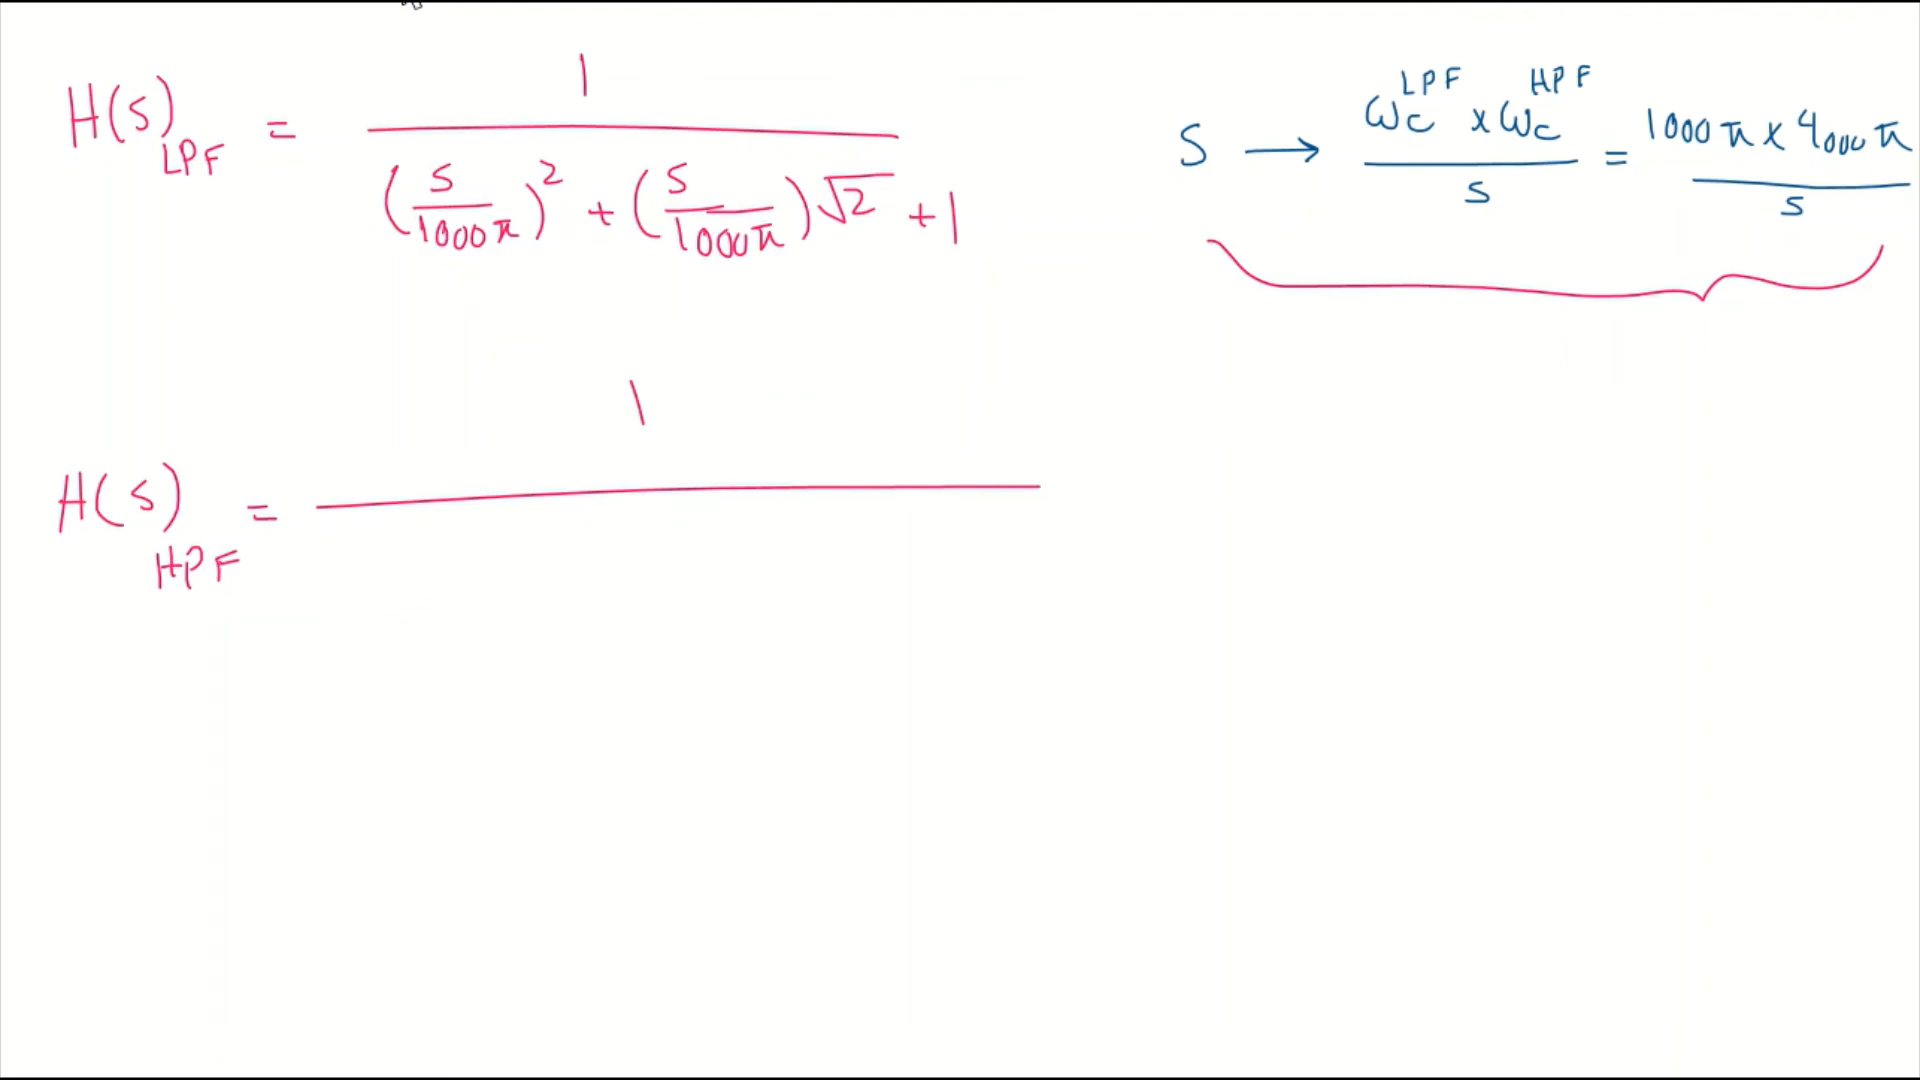 H(s)LPF = 1 / ((s/1000π)² + (s/1000π)√2 + 1)
s → ωc^LPF x ωc^HPF / s = 1000π x 4000π / s
H(s)HPF = 1 /